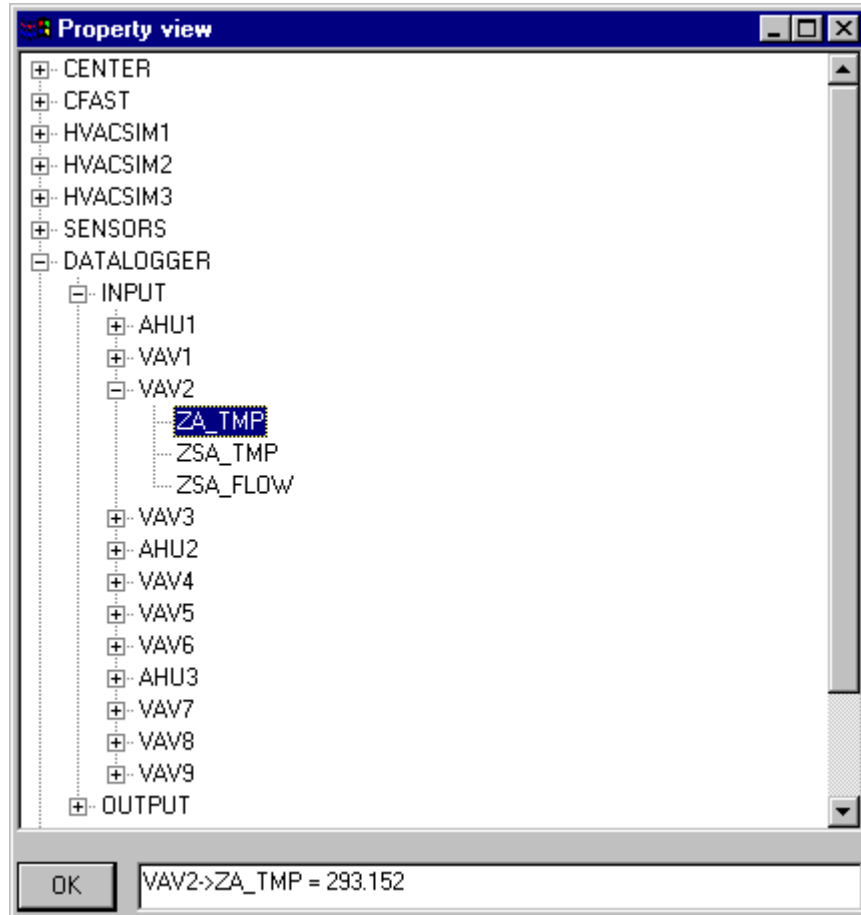 Property view
CENTER
CFAST
HVACSIM1
HVACSIM2
HVACSIM3
SENSORS
DATALOGGER
INPUT
AHU1
VAV1
VAV2
ZA_TMP
ZSA_TMP
ZSA_FLOW
VAV3
AHU2
VAV4
VAV5
VAV6
AHU3
VAV7
VAV8
VAV9
OUTPUT
OK VAV2->ZA_TMP = 293.152